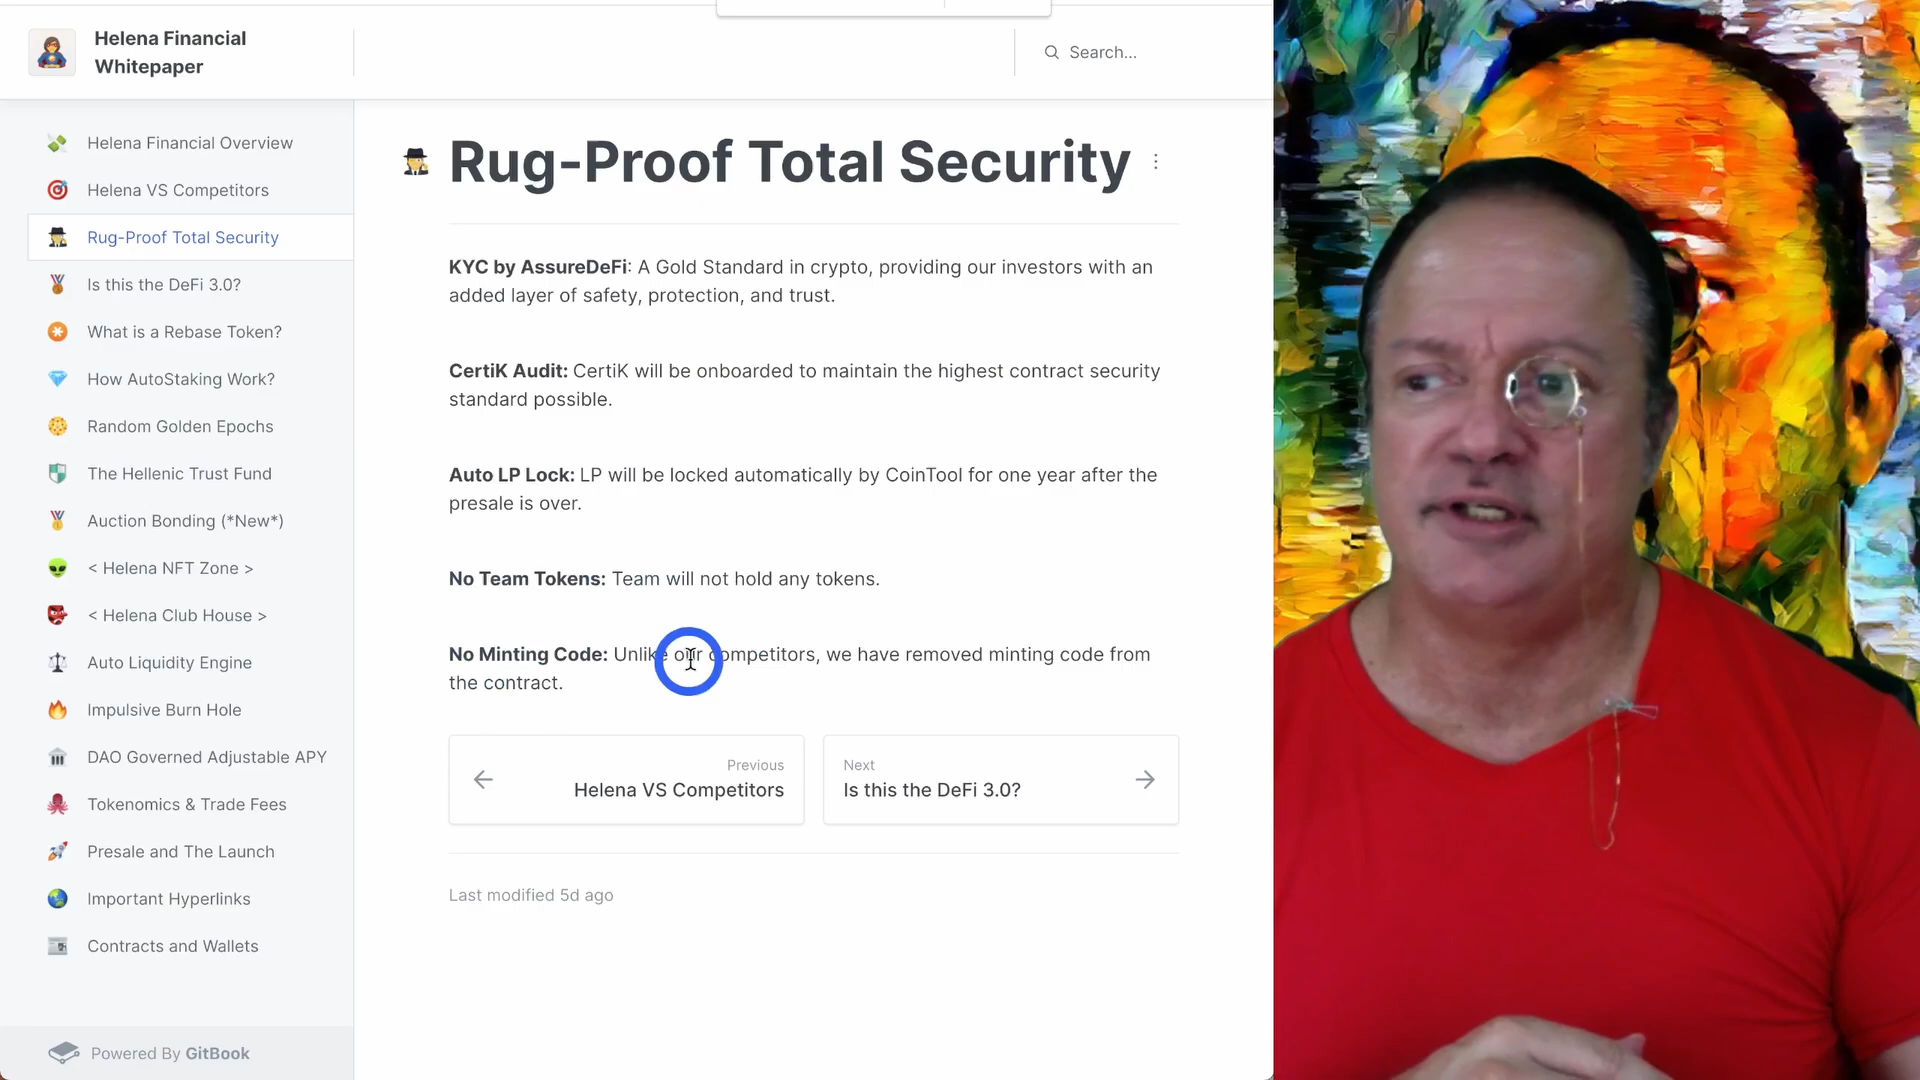 Helena Financial
Whitepaper
Search...
Helena Financial Overview
Helena VS Competitors
Rug-Proof Total Security
Is this the DeFi 3.0?
What is a Rebase Token?
How AutoStaking Work?
Random Golden Epochs
The Hellenic Trust Fund
Auction Bonding (*New*)
< Helena NFT Zone >
< Helena Club House >
Auto Liquidity Engine
Impulsive Burn Hole
DAO Governed Adjustable APY
Tokenomics & Trade Fees
Presale and The Launch
Important Hyperlinks
Contracts and Wallets
Powered By GitBook
Rug-Proof Total Security
KYC by AssureDeFi: A Gold Standard in crypto, providing our investors with an
added layer of safety, protection, and trust.
CertiK Audit: CertiK will be onboarded to maintain the highest contract security
standard possible.
Auto LP Lock: LP will be locked automatically by CoinTool for one year after the
presale is over.
No Team Tokens: Team will not hold any tokens.
No Minting Code: Unlike our competitors, we have removed minting code from
the contract.
Previous
Helena VS Competitors
Next
Is this the DeFi 3.0?
Last modified 5d ago